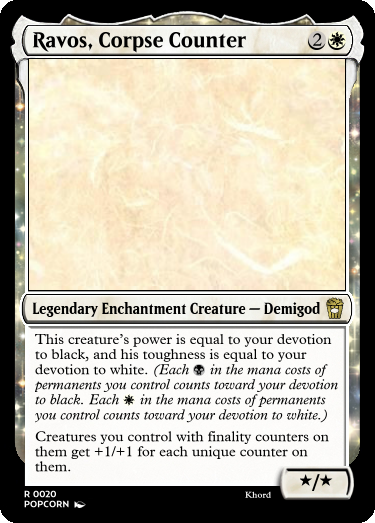 Ravos, Corpse Counter 2
Legendary Enchantment Creature — Demigod
This creature's power is equal to your devotion
to black, and his toughness is equal to your
devotion to white. (Each in the mana costs of
permanents you control counts toward your devotion
to black. Each in the mana costs of permanents
you control counts toward your devotion to white.)
Creatures you control with finality counters on
them get +1/+1 for each unique counter on
them.
★/★
R 0020
POPCORN
Khord